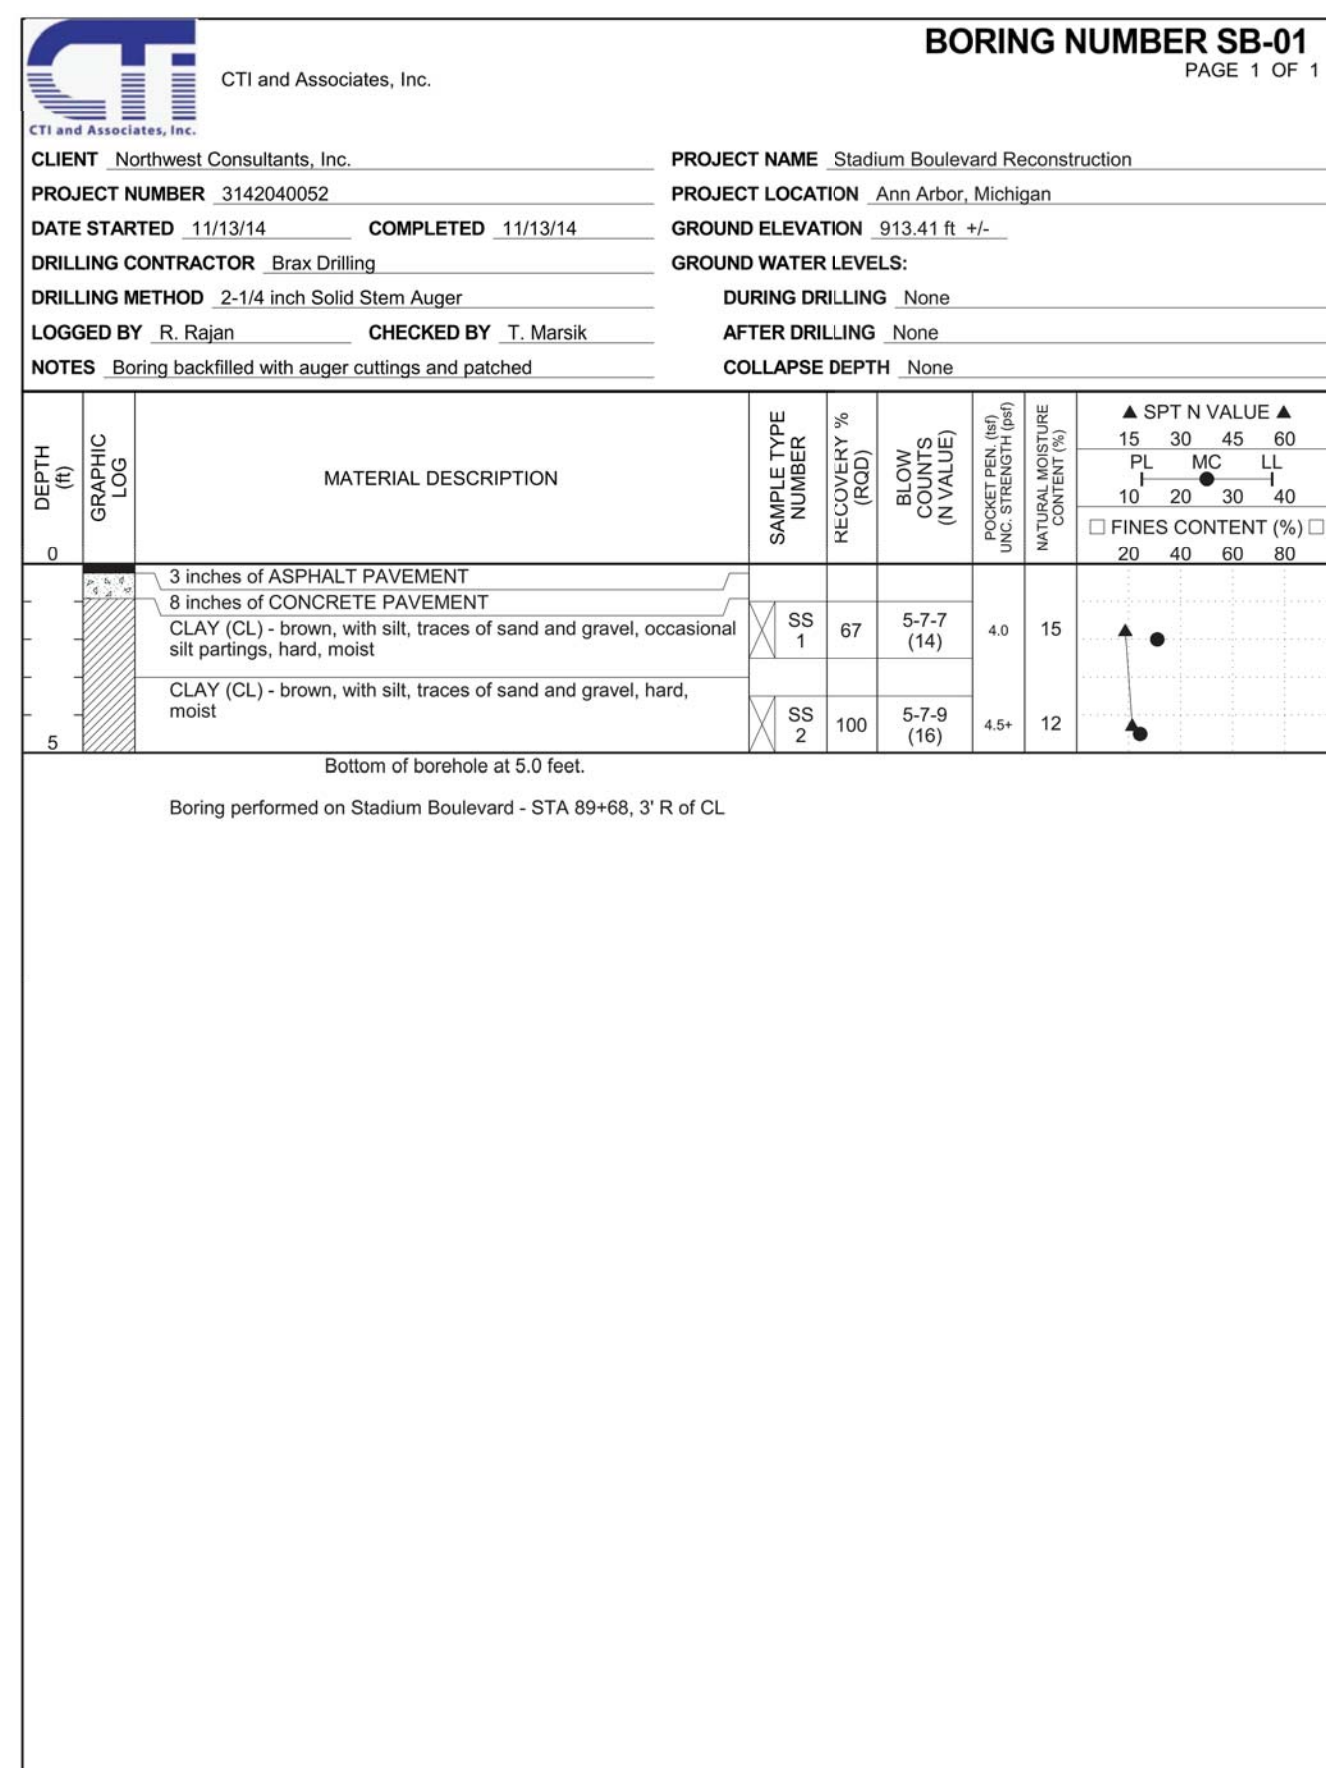 BORING NUMBER SB-01
PAGE 1 OF 1
CTi
CTI and Associates, Inc.
CTI and Associates, Inc.
CLIENT Northwest Consultants, Inc.
PROJECT NAME Stadium Boulevard Reconstruction
PROJECT NUMBER 3142040052
PROJECT LOCATION Ann Arbor, Michigan
DATE STARTED 11/13/14 COMPLETED 11/13/14
GROUND ELEVATION 913.41 ft +/-
DRILLING CONTRACTOR Brax Drilling
GROUND WATER LEVELS:
DRILLING METHOD 2-1/4 inch Solid Stem Auger
DURING DRILLING None
LOGGED BY R. Rajan CHECKED BY T. Marsik
AFTER DRILLING None
NOTES Boring backfilled with auger cuttings and patched
COLLAPSE DEPTH None
DEPTH
(ft)
0
GRAPHIC
LOG
MATERIAL DESCRIPTION
SAMPLE TYPE
NUMBER
RECOVERY %
(RQD)
BLOW
COUNTS
(N VALUE)
POCKET PEN. (tsf)
UNC. STRENGTH (psf)
NATURAL MOISTURE
CONTENT (%)
▲ SPT N VALUE ▲
15 30 45 60
PL MC LL
10 20 30 40
□ FINES CONTENT (%) □
20 40 60 80
3 inches of ASPHALT PAVEMENT
8 inches of CONCRETE PAVEMENT
CLAY (CL) - brown, with silt, traces of sand and gravel, occasional
silt partings, hard, moist
SS
1
67
5-7-7
(14)
4.0
15
CLAY (CL) - brown, with silt, traces of sand and gravel, hard,
moist
SS
2
100
5-7-9
(16)
4.5+
12
5
Bottom of borehole at 5.0 feet.
Boring performed on Stadium Boulevard - STA 89+68, 3' R of CL